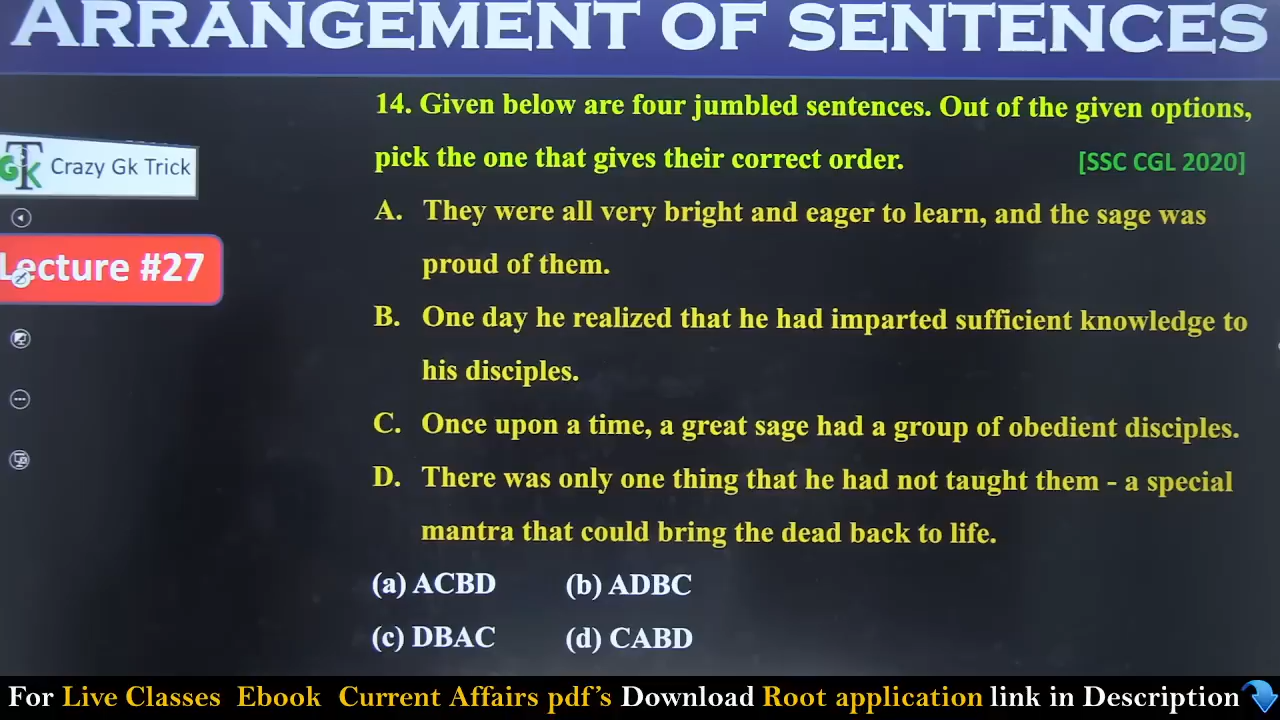 ARRANGEMENT OF SENTENCES
14. Given below are four jumbled sentences. Out of the given options,
pick the one that gives their correct order. [SSC CGL 2020]
GTK Crazy Gk Trick
Lecture #27
A. They were all very bright and eager to learn, and the sage was
proud of them.
B. One day he realized that he had imparted sufficient knowledge to
his disciples.
C. Once upon a time, a great sage had a group of obedient disciples.
D. There was only one thing that he had not taught them - a special
mantra that could bring the dead back to life.
(a) ACBD (b) ADBC
(c) DBAC (d) CABD
For Live Classes Ebook Current Affairs pdf's Download Root application link in Description